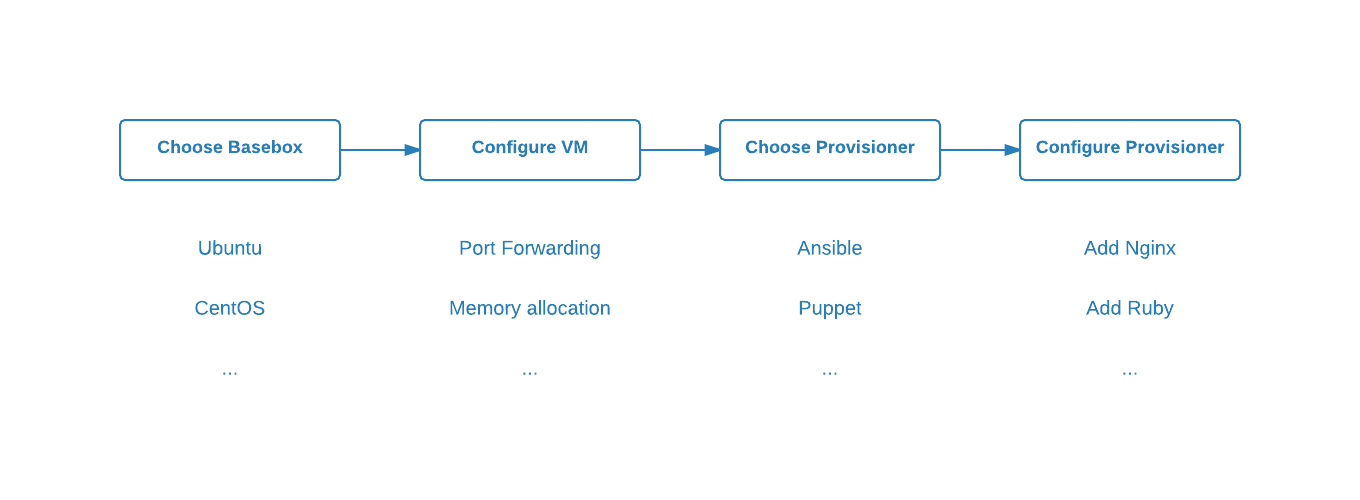 Choose Basebox
Configure VM
Choose Provisioner
Configure Provisioner
Ubuntu
Port Forwarding
Ansible
Add Nginx
CentOS
Memory allocation
Puppet
Add Ruby
...
...
...
...